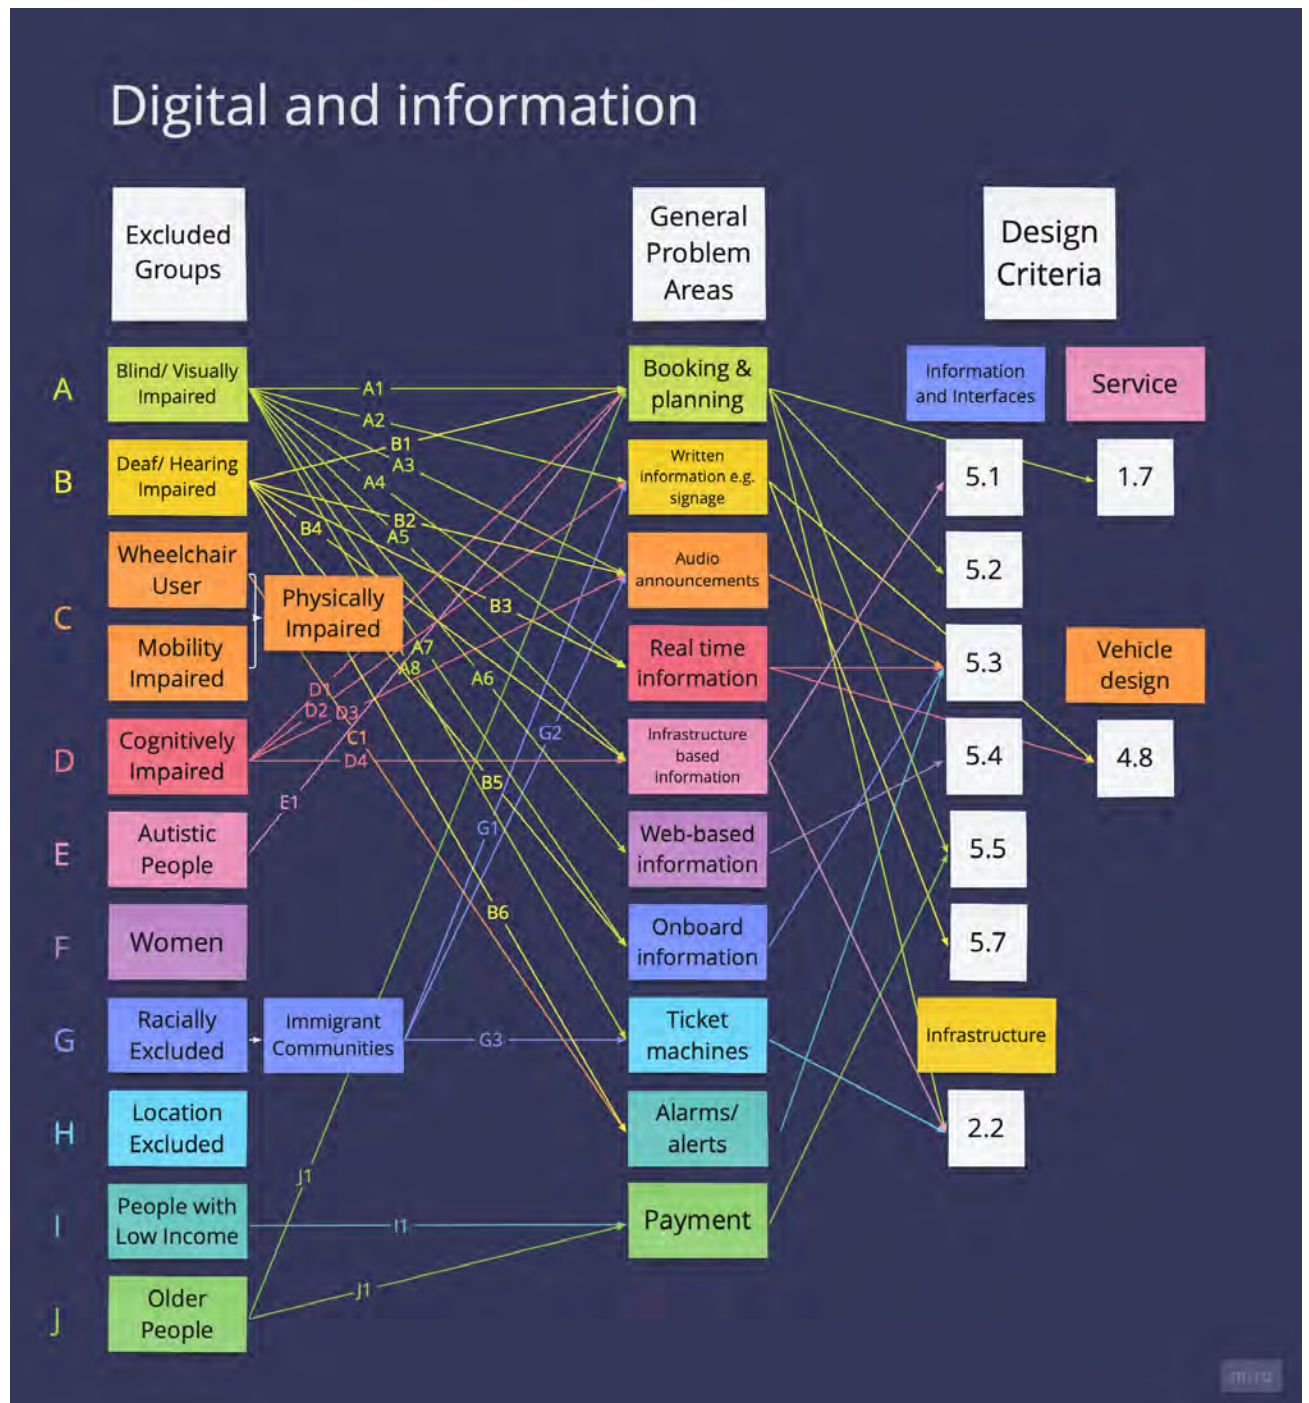 Digital and information
Excluded
Groups
General
Problem
Areas
Design
Criteria
A
Blind/ Visually
Impaired
B
Deaf/ Hearing
Impaired
Wheelchair
User
C
Physically
Impaired
Mobility
Impaired
D
Cognitively
Impaired
E
Autistic
People
F
Women
G
Racially
Excluded
Immigrant
Communities
H
Location
Excluded
I
People with
Low Income
J
Older
People
A1
A2
B1
A3
A4
B2
B4
A5
B3
A7
A8
A6
D1
D2
D3
C1
G2
D4
B5
E1
G1
B6
G3
J1
I1
J1
Booking &
planning
Written
information e.g.
signage
Audio
announcements
Real time
information
Infrastructure
based
information
Web-based
information
Onboard
information
Ticket
machines
Alarms/
alerts
Payment
Information
and Interfaces
Service
5.1
1.7
5.2
5.3
Vehicle
design
5.4
4.8
5.5
5.7
Infrastructure
2.2
miro